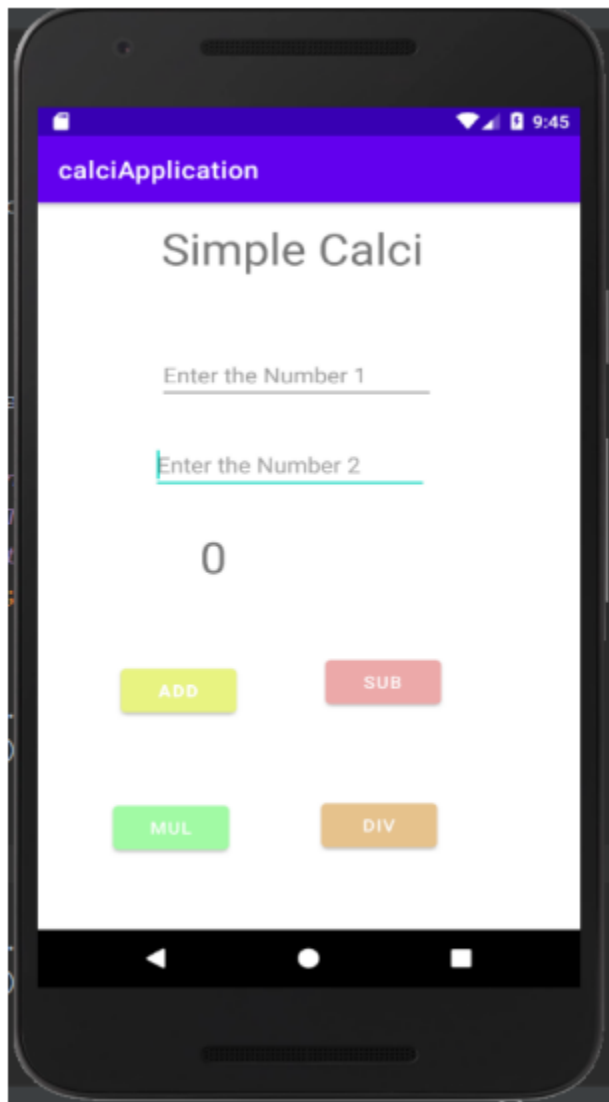 9:45
calciApplication
Simple Calci
Enter the Number 1
Enter the Number 2
0
ADD SUB
MUL DIV